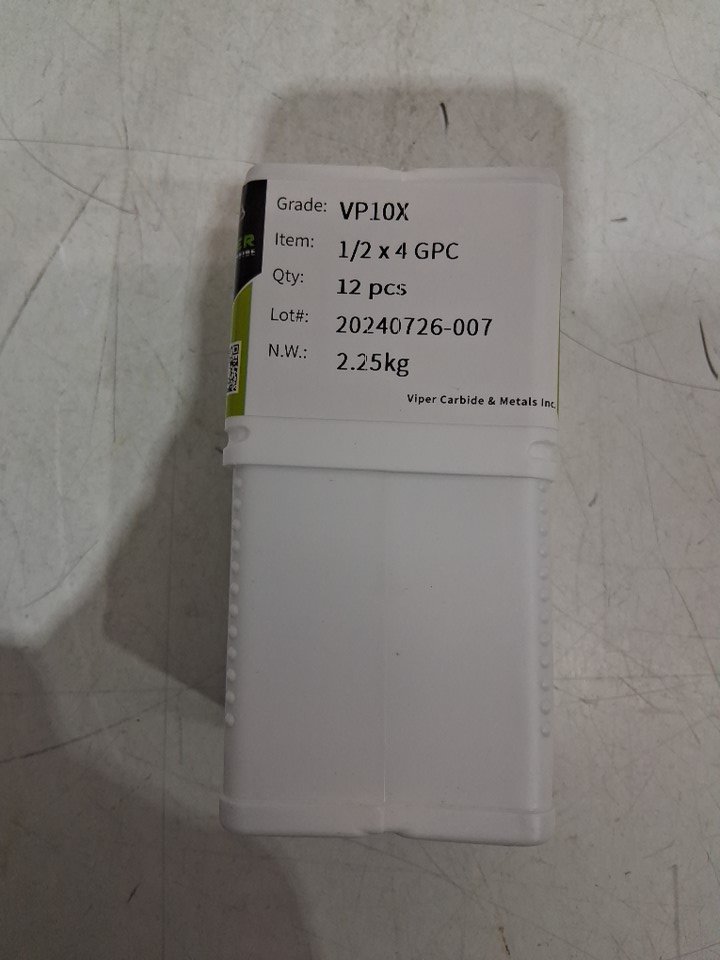 Grade: VP10X
Item: 1/2 x 4 GPC
Qty: 12 pcs
Lot#: 20240726-007
N.W.: 2.25kg
Viper Carbide & Metals Inc.